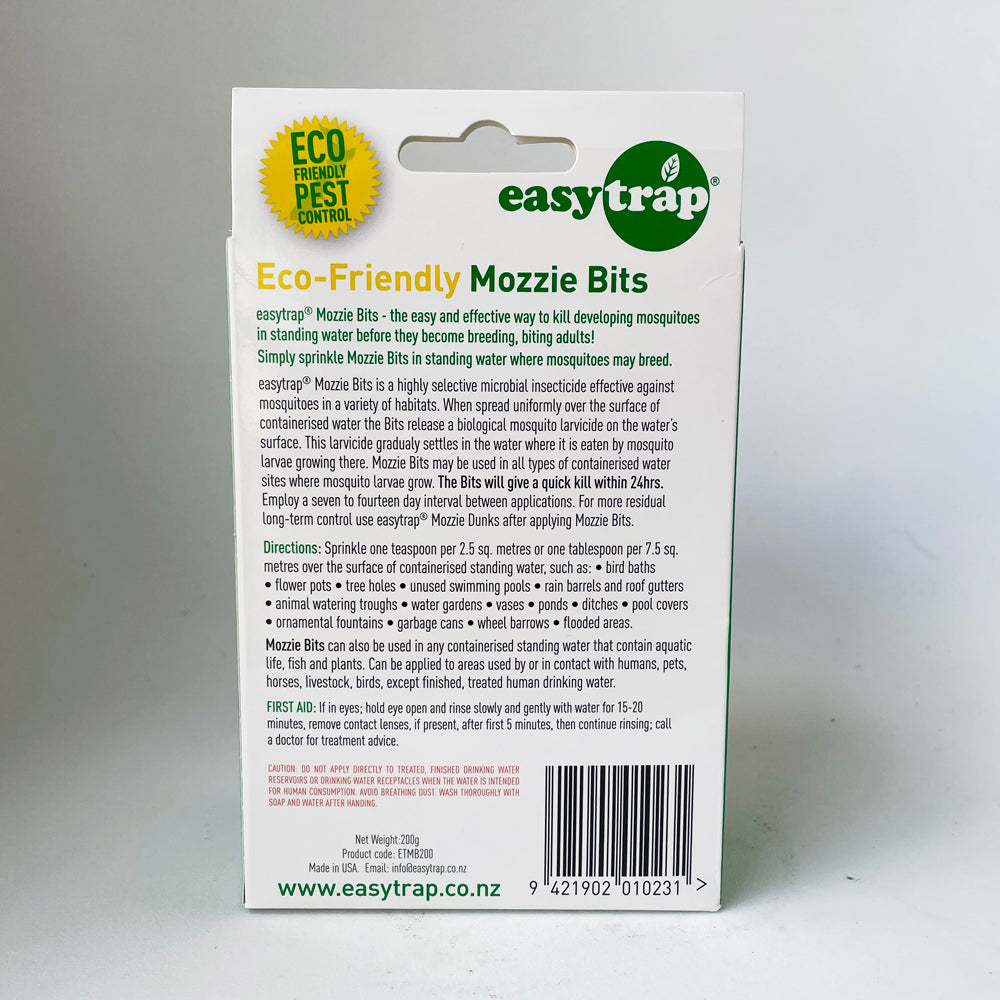 ECO
FRIENDLY
PEST
CONTROL
easytrap®
Eco-Friendly Mozzie Bits
easytrap® Mozzie Bits - the easy and effective way to kill developing mosquitoes
in standing water before they become breeding, biting adults!
Simply sprinkle Mozzie Bits in standing water where mosquitoes may breed.
easytrap® Mozzie Bits is a highly selective microbial insecticide effective against
mosquitoes in a variety of habitats. When spread uniformly over the surface of
containerised water the Bits release a biological mosquito larvicide on the water's
surface. This larvicide gradualy settles in the water where it is eaten by mosquito
larvae growing there. Mozzie Bits may be used in all types of containerised water
sites where mosquito larvae grow. The Bits will give a quick kill within 24hrs.
Employ a seven to fourteen day interval between applications. For more residual
long-term control use easytrap® Mozzie Dunks after applying Mozzie Bits.
Directions: Sprinkle one teaspoon per 2.5 sq. metres or one tablespoon per 7.5 sq.
metres over the surface of containerised standing water, such as: • bird baths
• flower pots • tree holes • unused swimming pools • rain barrels and roof gutters
• animal watering troughs • water gardens • vases • ponds • ditches • pool covers
• ornamental fountains • garbage cans • wheel barrows • flooded areas.
Mozzie Bits can also be used in any containerised standing water that contain aquatic
life, fish and plants. Can be applied to areas used by or in contact with humans, pets,
horses, livestock, birds, except finished, treated human drinking water.
FIRST AID: If in eyes; hold eye open and rinse slowly and gently with water for 15-20
minutes, remove contact lenses, if present, after first 5 minutes, then continue rinsing; call
a doctor for treatment advice.
CAUTION: DO NOT APPLY DIRECTLY TO TREATED, FINISHED DRINKING WATER
RESERVOIRS OR DRINKING WATER RECEPTACLES WHEN THE WATER IS INTENDED
FOR HUMAN CONSUMPTION. AVOID BREATHING DUST. WASH THOROUGHLY WITH
SOAP AND WATER AFTER HANDING.
Net Weight:200g
Product code: ETMB200
Made in USA. Email: info@easytrap.co.nz
www.easytrap.co.nz
9 421902 010231 >